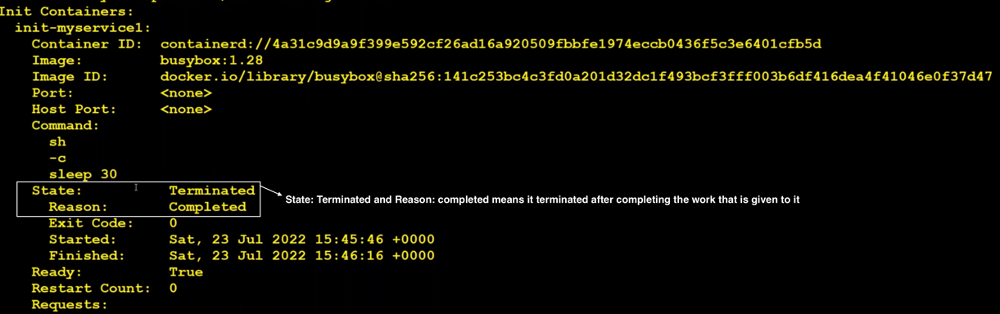 Init Containers:
init-myservice1:
Container ID: containerd://4a31c9d9a9f399e592cf26ad16a920509fbbfe1974eccb0436f5c3e6401cfb5d
Image: busybox:1.28
Image ID: docker.io/library/busybox@sha256:141c253bc4c3fd0a201d32dc1f493bcf3fff003b6df416dea4f41046e0f37d47
Port: <none>
Host Port: <none>
Command:
sh
-c
sleep 30
State: Terminated
State: Terminated and Reason: completed means it terminated after completing the work that is given to it
Reason: Completed
Exit Code: 0
Started: Sat, 23 Jul 2022 15:45:46 +0000
Finished: Sat, 23 Jul 2022 15:46:16 +0000
Ready: True
Restart Count: 0
Requests: